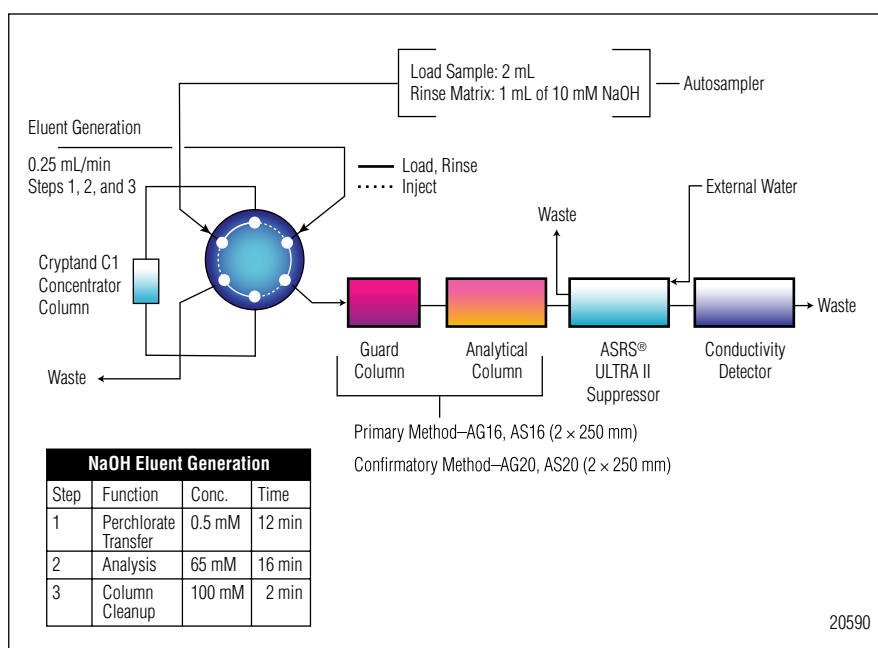 Load Sample: 2 mL
Rinse Matrix: 1 mL of 10 mM NaOH
Autosampler
Eluent Generation
0.25 mL/min
Steps 1, 2, and 3
Load, Rinse
Inject
External Water
Waste
Cryptand C1
Concentrator
Column
Waste
Waste
Guard
Column
Analytical
Column
ASRS®
ULTRA II
Suppressor
Conductivity
Detector
Primary Method–AG16, AS16 (2 × 250 mm)
Confirmatory Method–AG20, AS20 (2 × 250 mm)
NaOH Eluent Generation
Step Function Conc. Time
1 Perchlorate Transfer 0.5 mM 12 min
2 Analysis 65 mM 16 min
3 Column Cleanup 100 mM 2 min
20590